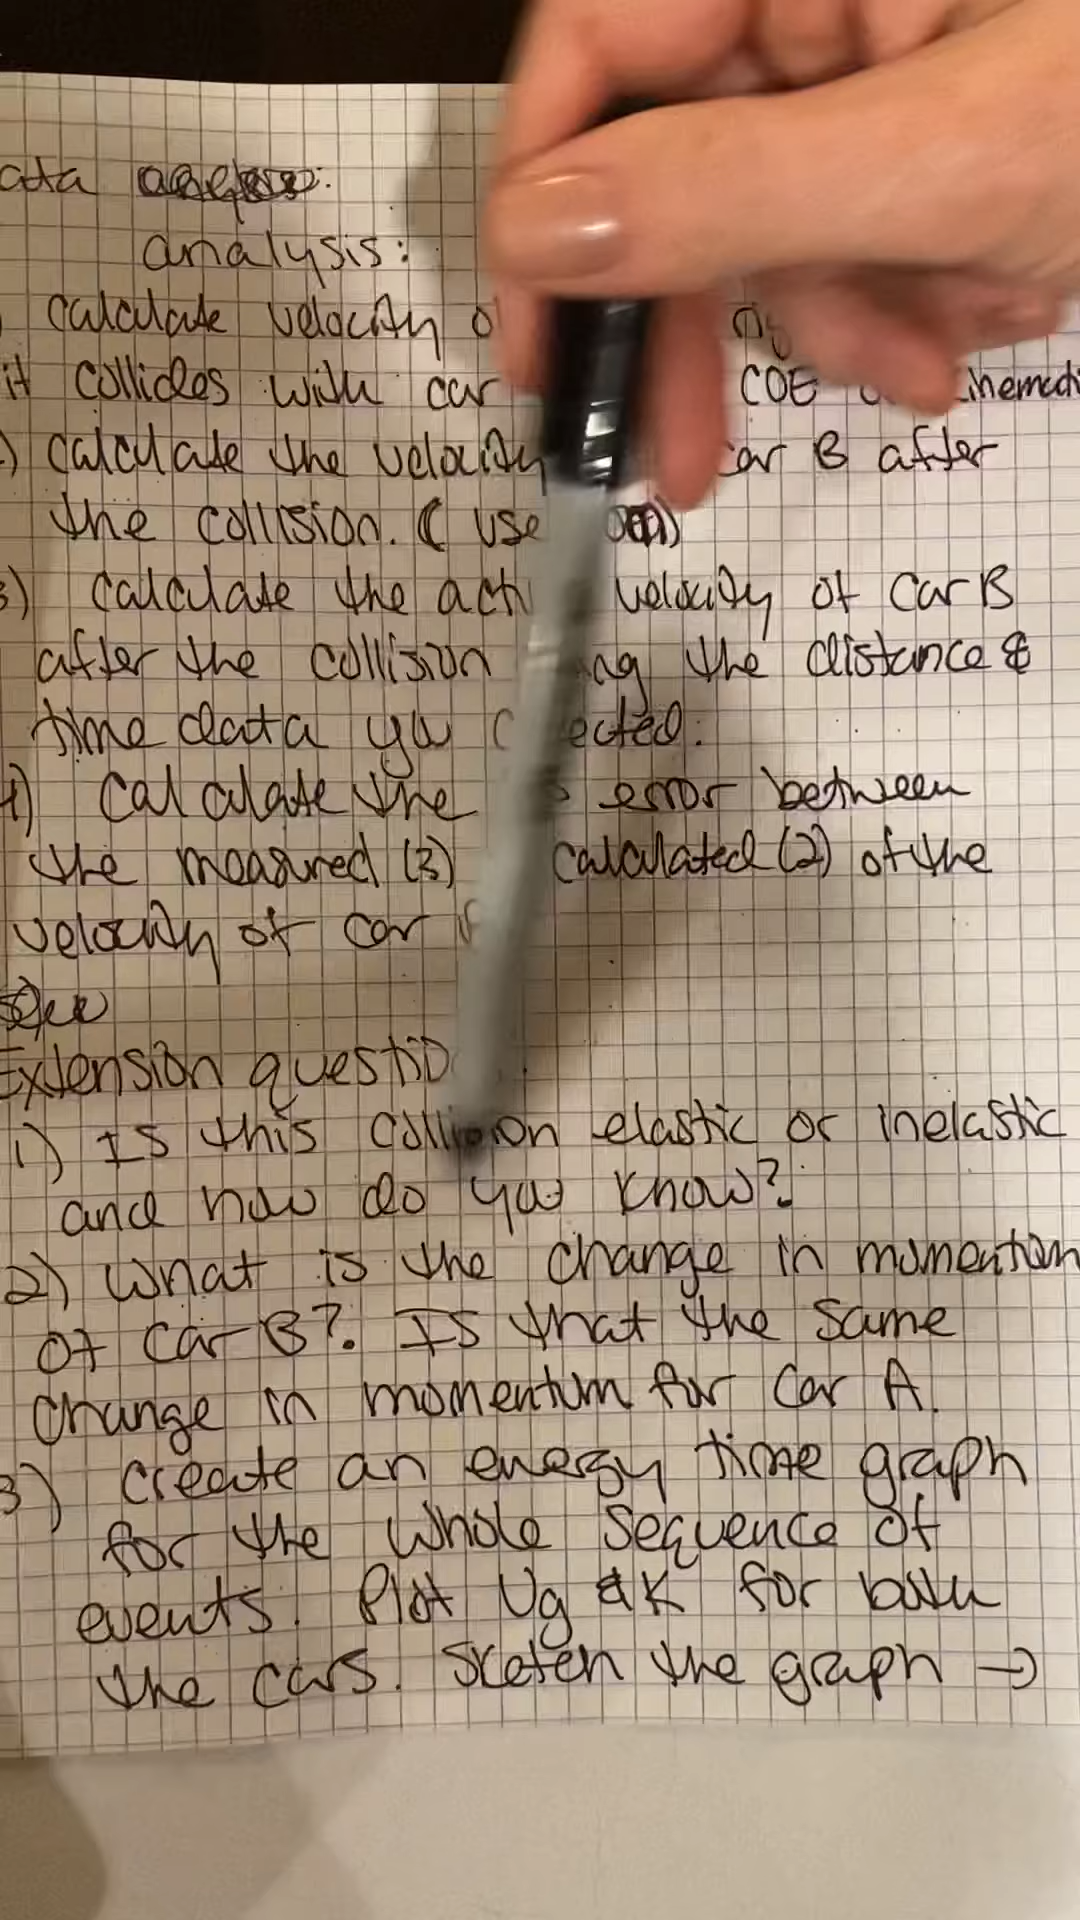 ata
analysis:
calculate velocity
it collides with car COE
calculate the velocity car B after
the collision. (use
3) calculate the velocity of car B
after the collision the distance &
time data you
4) Calculate the error between
the measured (3) calculated (2) of the
velocity of car
Extension
1) Is this collision elastic or inelastic
and how do you know?
2) What is the change in momentum
of Car B?. Is that the same
Change in momentum for Car A.
3) Create an energy time graph
for the whole sequence of
events. Plot Ug & K for both
the cars. Sketch the graph →